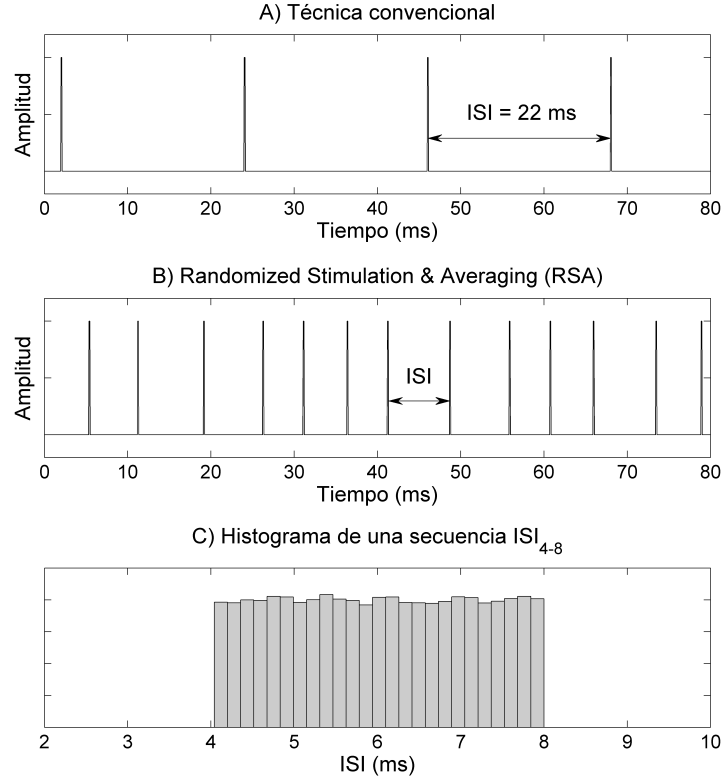 A) Técnica convencional
Amplitud
ISI = 22 ms
0 10 20 30 40 50 60 70 80
Tiempo (ms)
B) Randomized Stimulation & Averaging (RSA)
Amplitud
ISI
0 10 20 30 40 50 60 70 80
Tiempo (ms)
C) Histograma de una secuencia ISI4-8
2 3 4 5 6 7 8 9 10
ISI (ms)